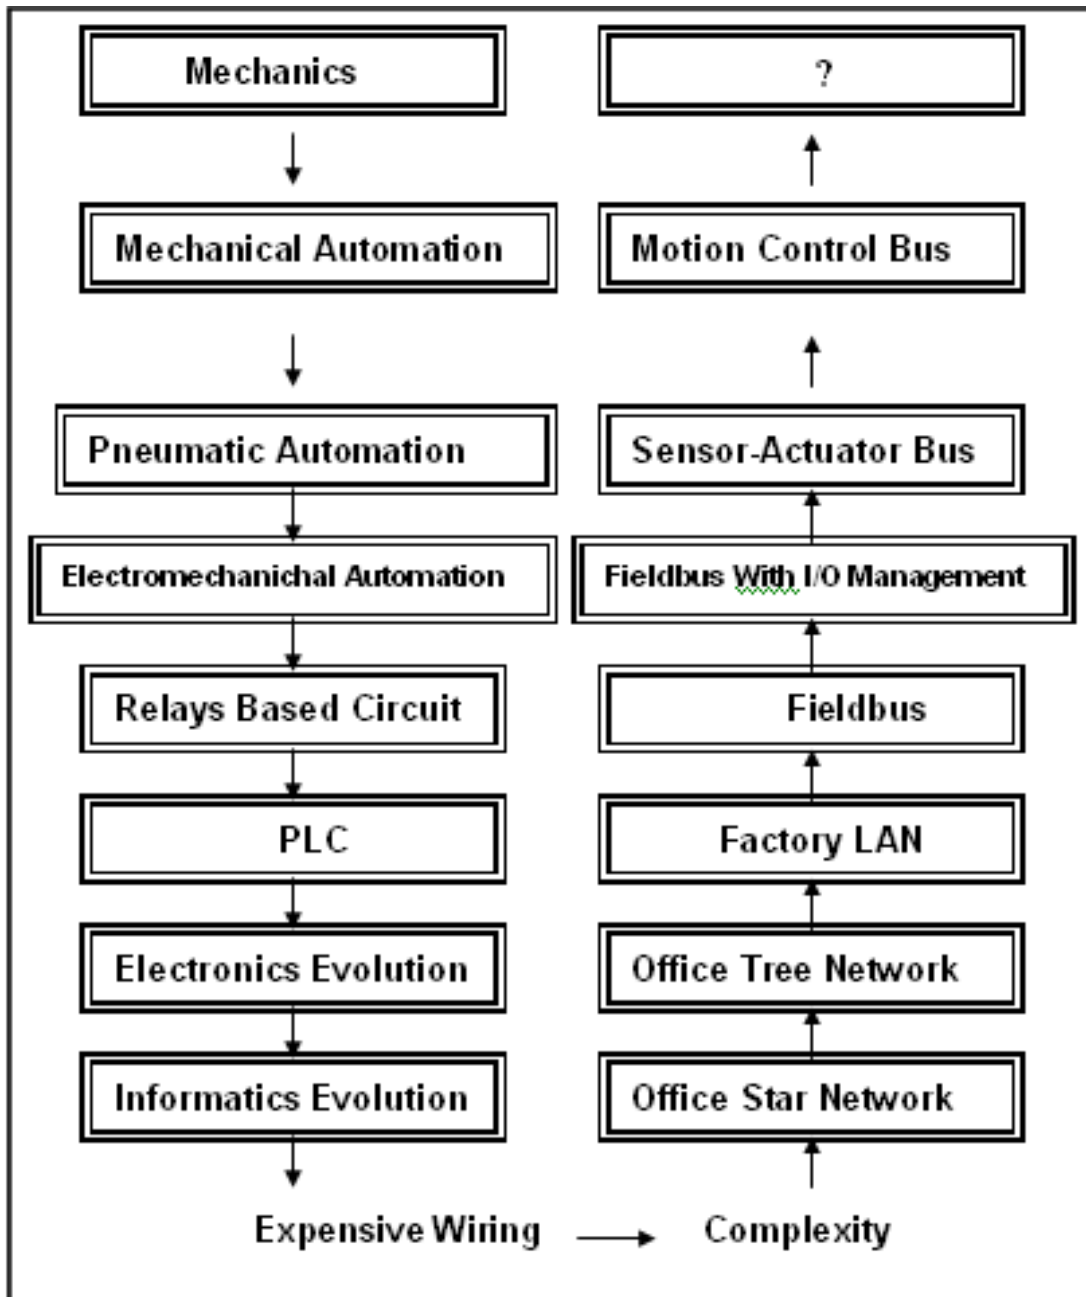 Mechanics
Mechanical Automation
Pneumatic Automation
Electromechanichal Automation
Relays Based Circuit
PLC
Electronics Evolution
Informatics Evolution
Expensive Wiring
Complexity
Office Star Network
Office Tree Network
Factory LAN
Fieldbus
Fieldbus With I/O Management
Sensor-Actuator Bus
Motion Control Bus
?